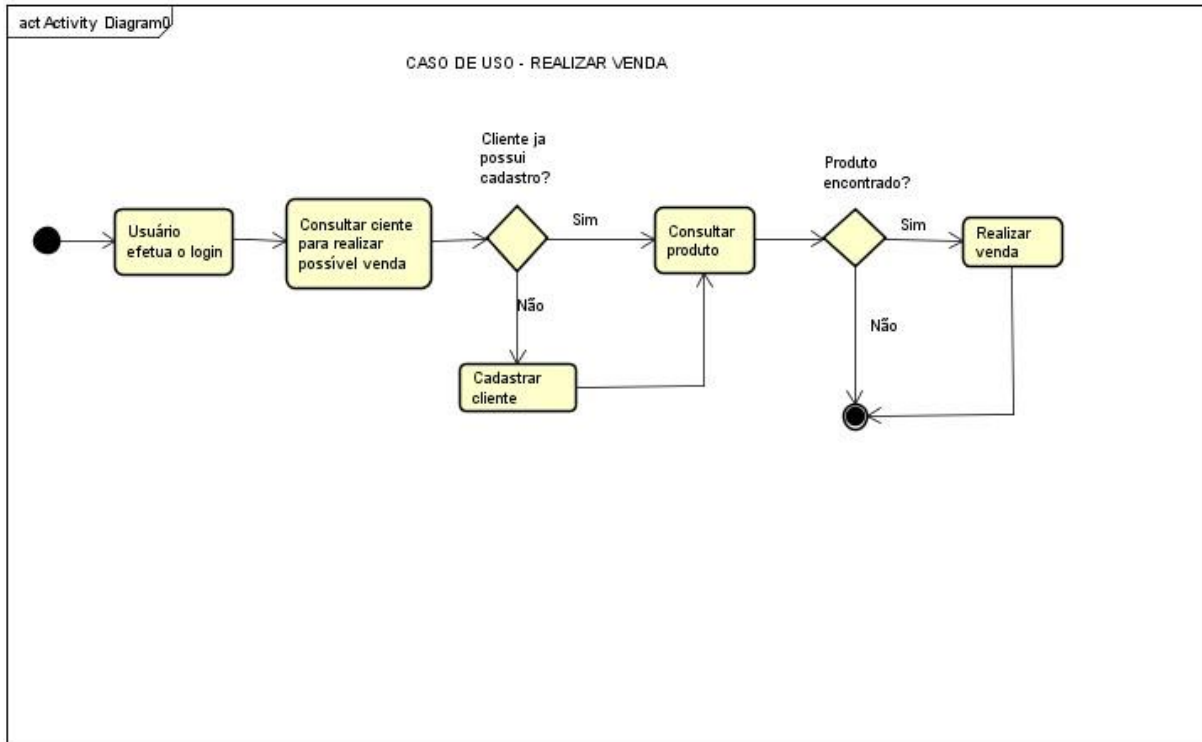 act Activity Diagram0
CASO DE USO - REALIZAR VENDA
Cliente ja
possui
cadastro?
Produto
encontrado?
Usuário
efetua o login
Consultar ciente
para realizar
possível venda
Sim
Consultar
produto
Sim
Realizar
venda
Não
Não
Cadastrar
cliente